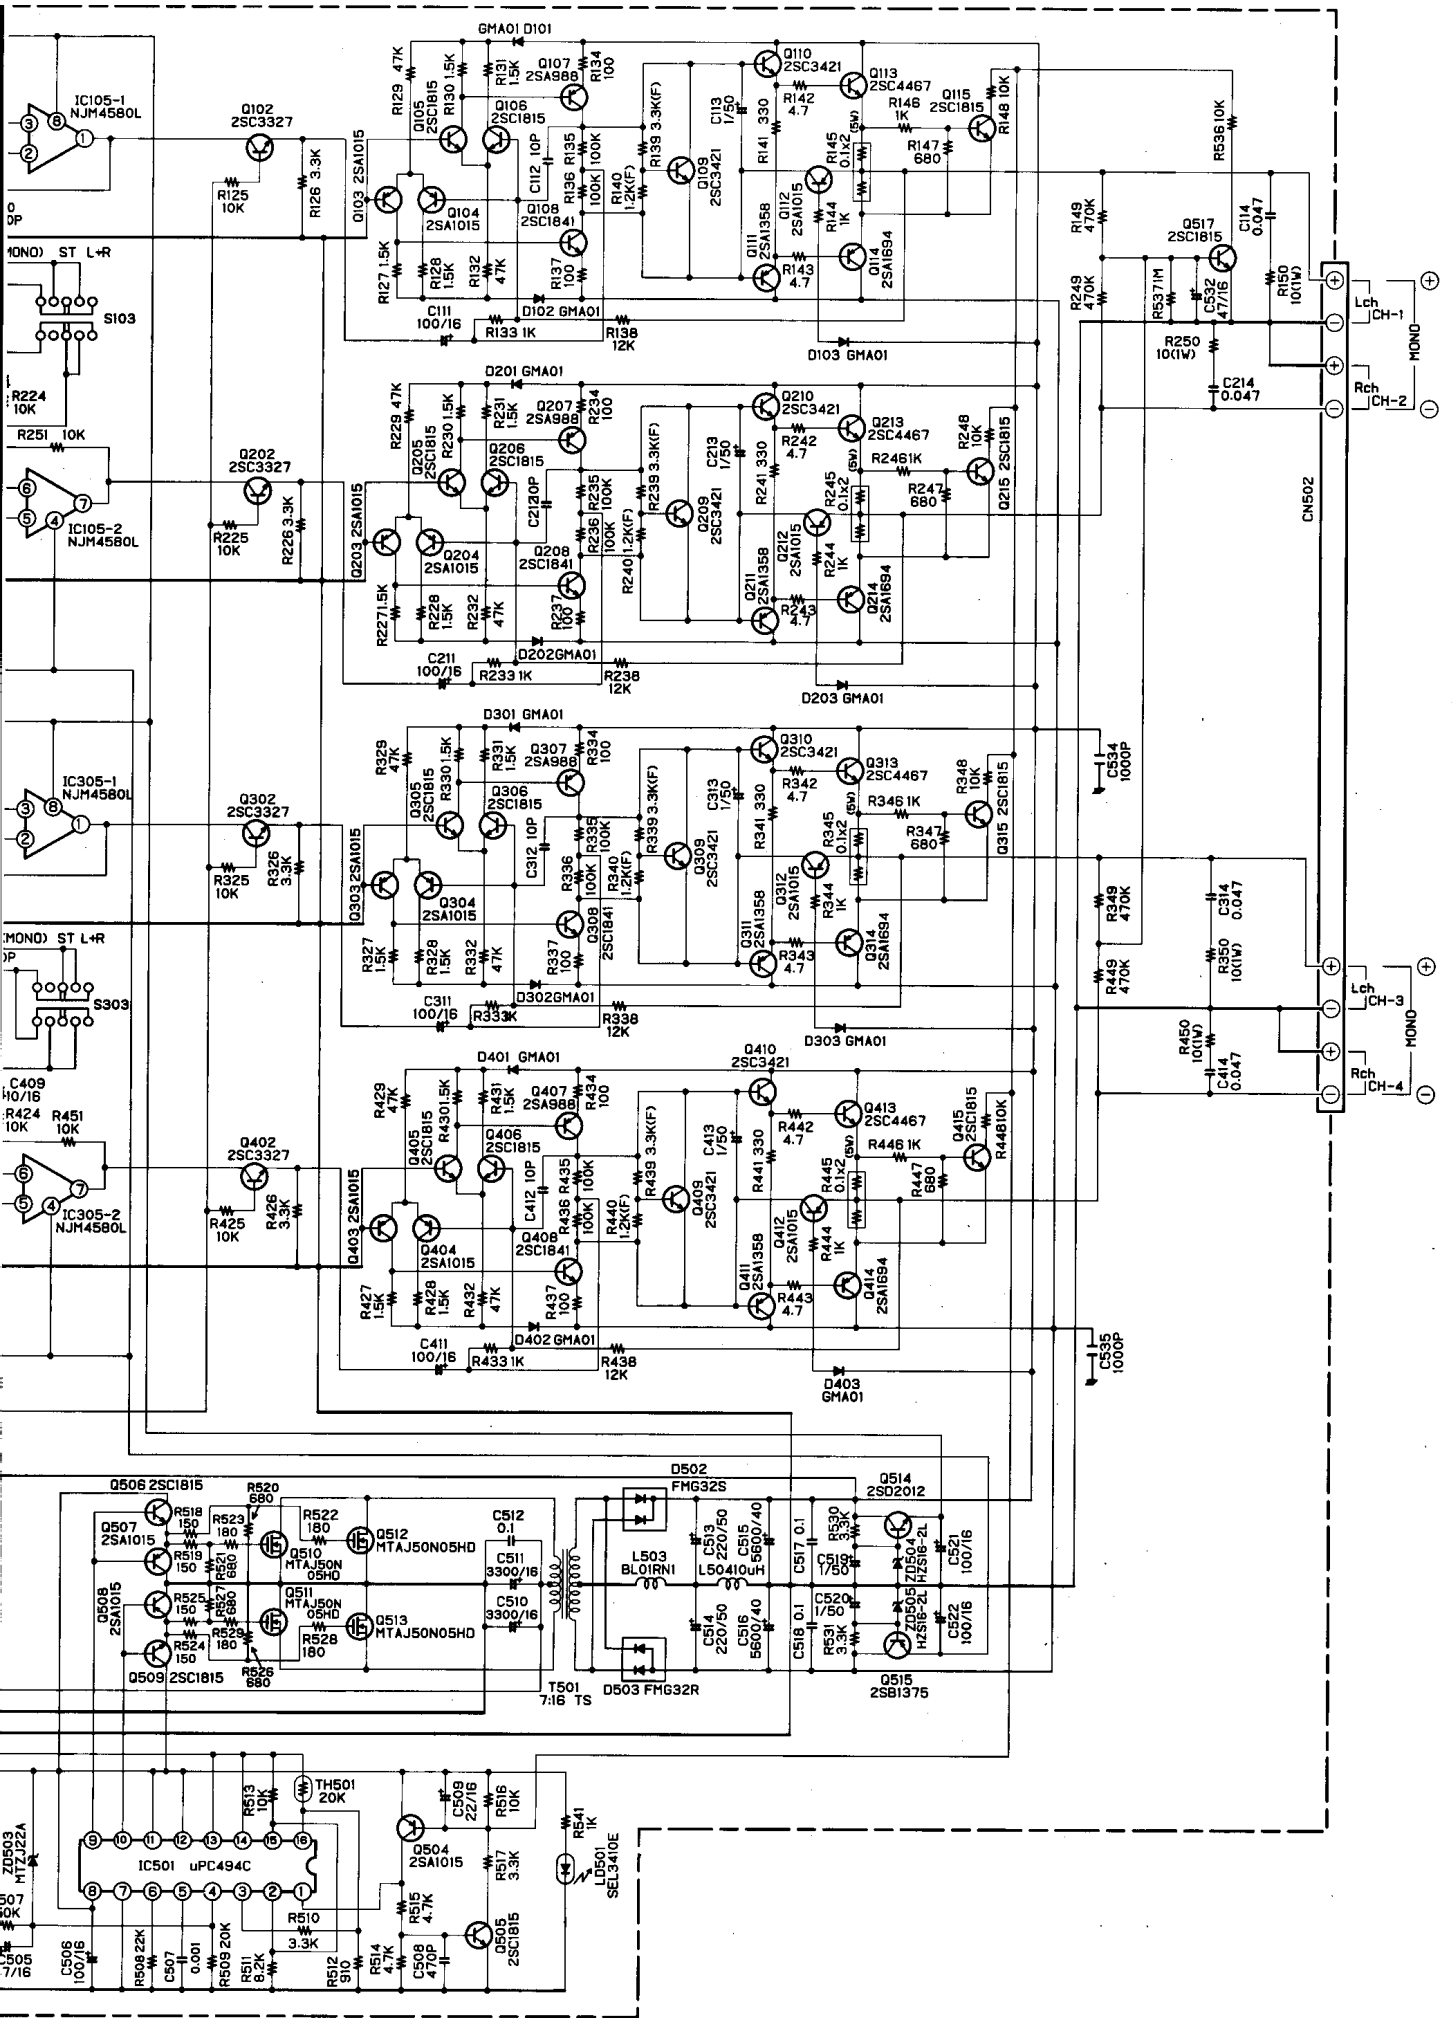 GMA01 D101
IC105-1
NJM4580L
Q102
2SC3327
R125
10K
R126 3.3K
R129 47K
Q105
2SC1815
R130 1.5K
R131
1.5K
Q107
2SA988
R134
100
Q106
2SC1815
Q103 2SA1015
Q104
2SA1015
C112 10P
R135
100K
R136
100K
R139 3.3K(F)
R140
1.2K(F)
Q108
2SC1841
R127 1.5K
R128
1.5K
R132
47K
R137
100
D102 GMA01
C111
100/16
R133 1K
R138
12K
Q109
2SC3421
C113
1/50
Q110
2SC3421
R142
4.7
R141 330
Q113
2SC4467
R146
1K
Q115
2SC1815
R148 10K
R147
680
R145
0.1x2
(5W)
Q112
2SA1015
R144
1K
Q111
2SA1358
R143
4.7
Q114
2SA1694
D103 GMA01
R536 10K
R149
470K
R249
470K
Q517
2SC1815
C114
0.047
R150
10(1W)
R537 1M
C532
47/16
R250
10(1W)
C214
0.047
Lch
CH-1
Rch
CH-2
MONO
CN502
ST L+R
S103
R224
10K
R251 10K
IC105-2
NJM4580L
Q202
2SC3327
R225
10K
R226 3.3K
D201 GMA01
R229 47K
Q205
2SC1815
R230 1.5K
R231
1.5K
Q207
2SA988
R234
100
Q206
2SC1815
Q203 2SA1015
Q204
2SA1015
C212 0P
R235
100K
R236
100K
R239 3.3K(F)
R240 1.2K(F)
Q208
2SC1841
R227 1.5K
R228
1.5K
R232
47K
R237
100
D202 GMA01
C211
100/16
R233 1K
R238
12K
Q209
2SC3421
C213
1/50
Q210
2SC3421
R242
4.7
R241 330
Q213
2SC4467
R246 1K
R248
10K
Q215 2SC1815
R247
680
R245
0.1x2
(5W)
Q212
2SA1015
R244
1K
Q211
2SA1358
R243
4.7
Q214
2SA1694
D203 GMA01
IC305-1
NJM4580L
Q302
2SC3327
R325
10K
R326
3.3K
D301 GMA01
R329
47K
Q305
2SC1815
R330 1.5K
R331
1.5K
Q307
2SA988
R334
100
Q306
2SC1815
Q303 2SA1015
Q304
2SA1015
C312 10P
R335
100K
R336
100K
R339 3.3K(F)
R340
1.2K(F)
Q308
2SC1841
R327
1.5K
R328
1.5K
R332
47K
R337
100
D302 GMA01
C311
100/16
R333 1K
R338
12K
Q309
2SC3421
C313
1/50
Q310
2SC3421
R342
4.7
R341 330
Q313
2SC4467
R346 1K
R348
10K
Q315 2SC1815
R347
680
R345
0.1x2
(5W)
Q312
2SA1015
R344
1K
Q311
2SA1358
R343
4.7
Q314
2SA1694
D303 GMA01
C534
1000P
R349
470K
R449
470K
C314
0.047
R350
10(1W)
R450
10(1W)
C414
0.047
Lch
CH-3
Rch
CH-4
MONO
ST L+R
S303
C409
R424
10K
R451
10K
IC305-2
NJM4580L
Q402
2SC3327
R425
10K
R426
3.3K
D401 GMA01
R429
47K
Q405
2SC1815
R430 1.5K
R431
1.5K
Q407
2SA988
R434
100
Q406
2SC1815
Q403 2SA1015
Q404
2SA1015
C412 10P
R435
100K
R436
100K
R439 3.3K(F)
R440
1.2K(F)
Q408
2SC1841
R427
1.5K
R428
1.5K
R432
47K
R437
100
D402 GMA01
C411
100/16
R433 1K
R438
12K
Q409
2SC3421
C413
1/50
Q410
2SC3421
R442
4.7
R441 330
Q413
2SC4467
R446 1K
Q415
2SC1815
R448 10K
R447
680
R445
0.1x2
(5W)
Q412
2SA1015
R444
1K
Q411
2SA1358
R443
4.7
Q414
2SA1694
D403
GMA01
C535
1000P
Q506 2SC1815
Q507
2SA1015
Q508
2SA1015
Q509 2SC1815
R518
150
R519
150
R525
150
R524
150
R523
180
R520
680
R521
680
R527
680
R529
180
R526
680
R522
180
Q510
MTAJ50N
05HD
Q511
MTAJ50N
05HD
R528
180
Q512
MTAJ50N05HD
Q513
MTAJ50N05HD
C512
0.1
C511
3300/16
C510
3300/16
T501
7:16 TS
D502
FMG32S
D503 FMG32R
L503
BL01RN1
L504 10uH
C513
220/50
C515
5600/40
C517 0.1
C514
220/50
C516
5600/40
C518 0.1
R530
3.3K
C519
1/50
C520
1/50
R531
3.3K
Q514
2SD2012
ZD504
HZS16-2L
ZD505
HZS16-2L
C521
100/16
C522
100/16
Q515
2SB1375
ZD503
MTZJ22A
R513
10K
TH501
20K
9 10 11 12 13 14 15 16
IC501 uPC494C
8 7 6 5 4 3 2 1
C506
100/16
R508 22K
C507
0.001
R509 20K
R511
8.2K
R510
3.3K
R512
910
R514
4.7K
R515
4.7K
C508
470P
Q504
2SA1015
C509
22/16
R516
10K
R517
3.3K
Q505
2SC1815
R541
1K
LD501
SEL3410E